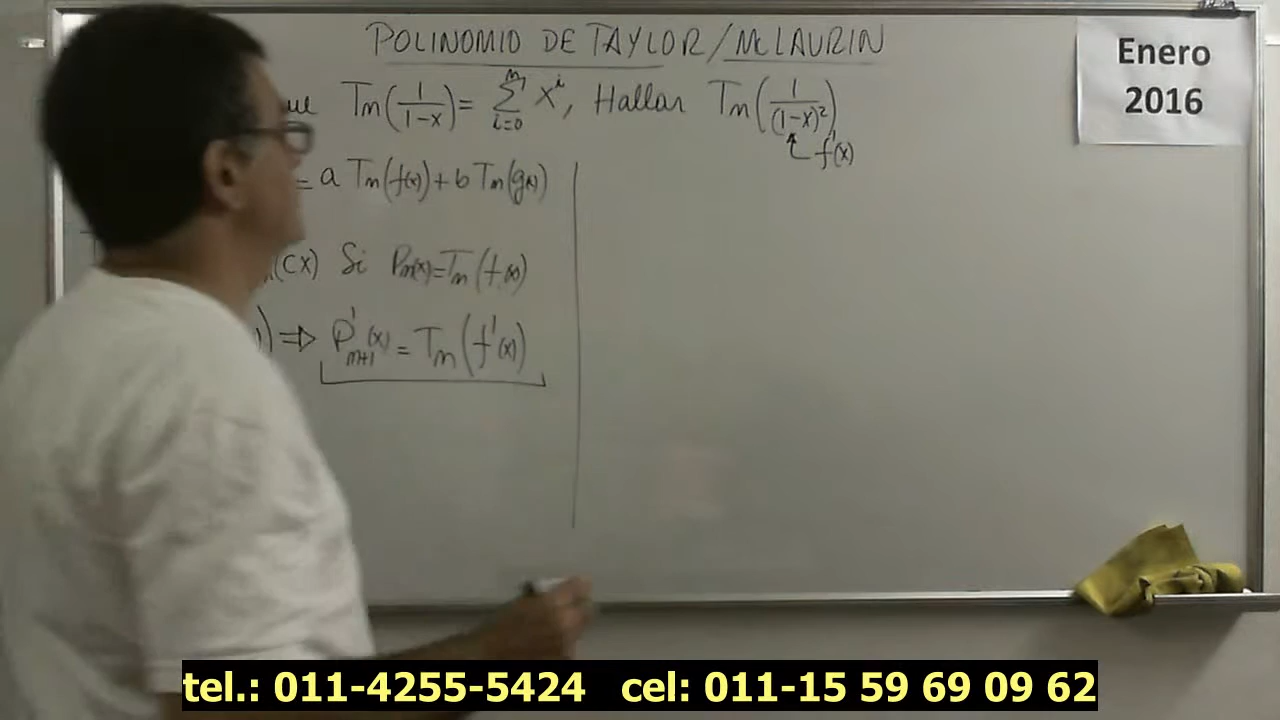 POLINOMIO DE TAYLOR/MCLAURIN
Enero
2016
ue Tn(1/(1-x)) = Σ_{i=0}^{n} x^i, Hallar Tn(1/(1-x)²)
f'(x)
= a Tn(f(x)) + b Tn(g(x))
(cx) Si Pn(x) = Tn(f(x))
) ⇒ P'_{n+1}(x) = Tn(f'(x))
tel.: 011-4255-5424 cel: 011-15 59 69 09 62